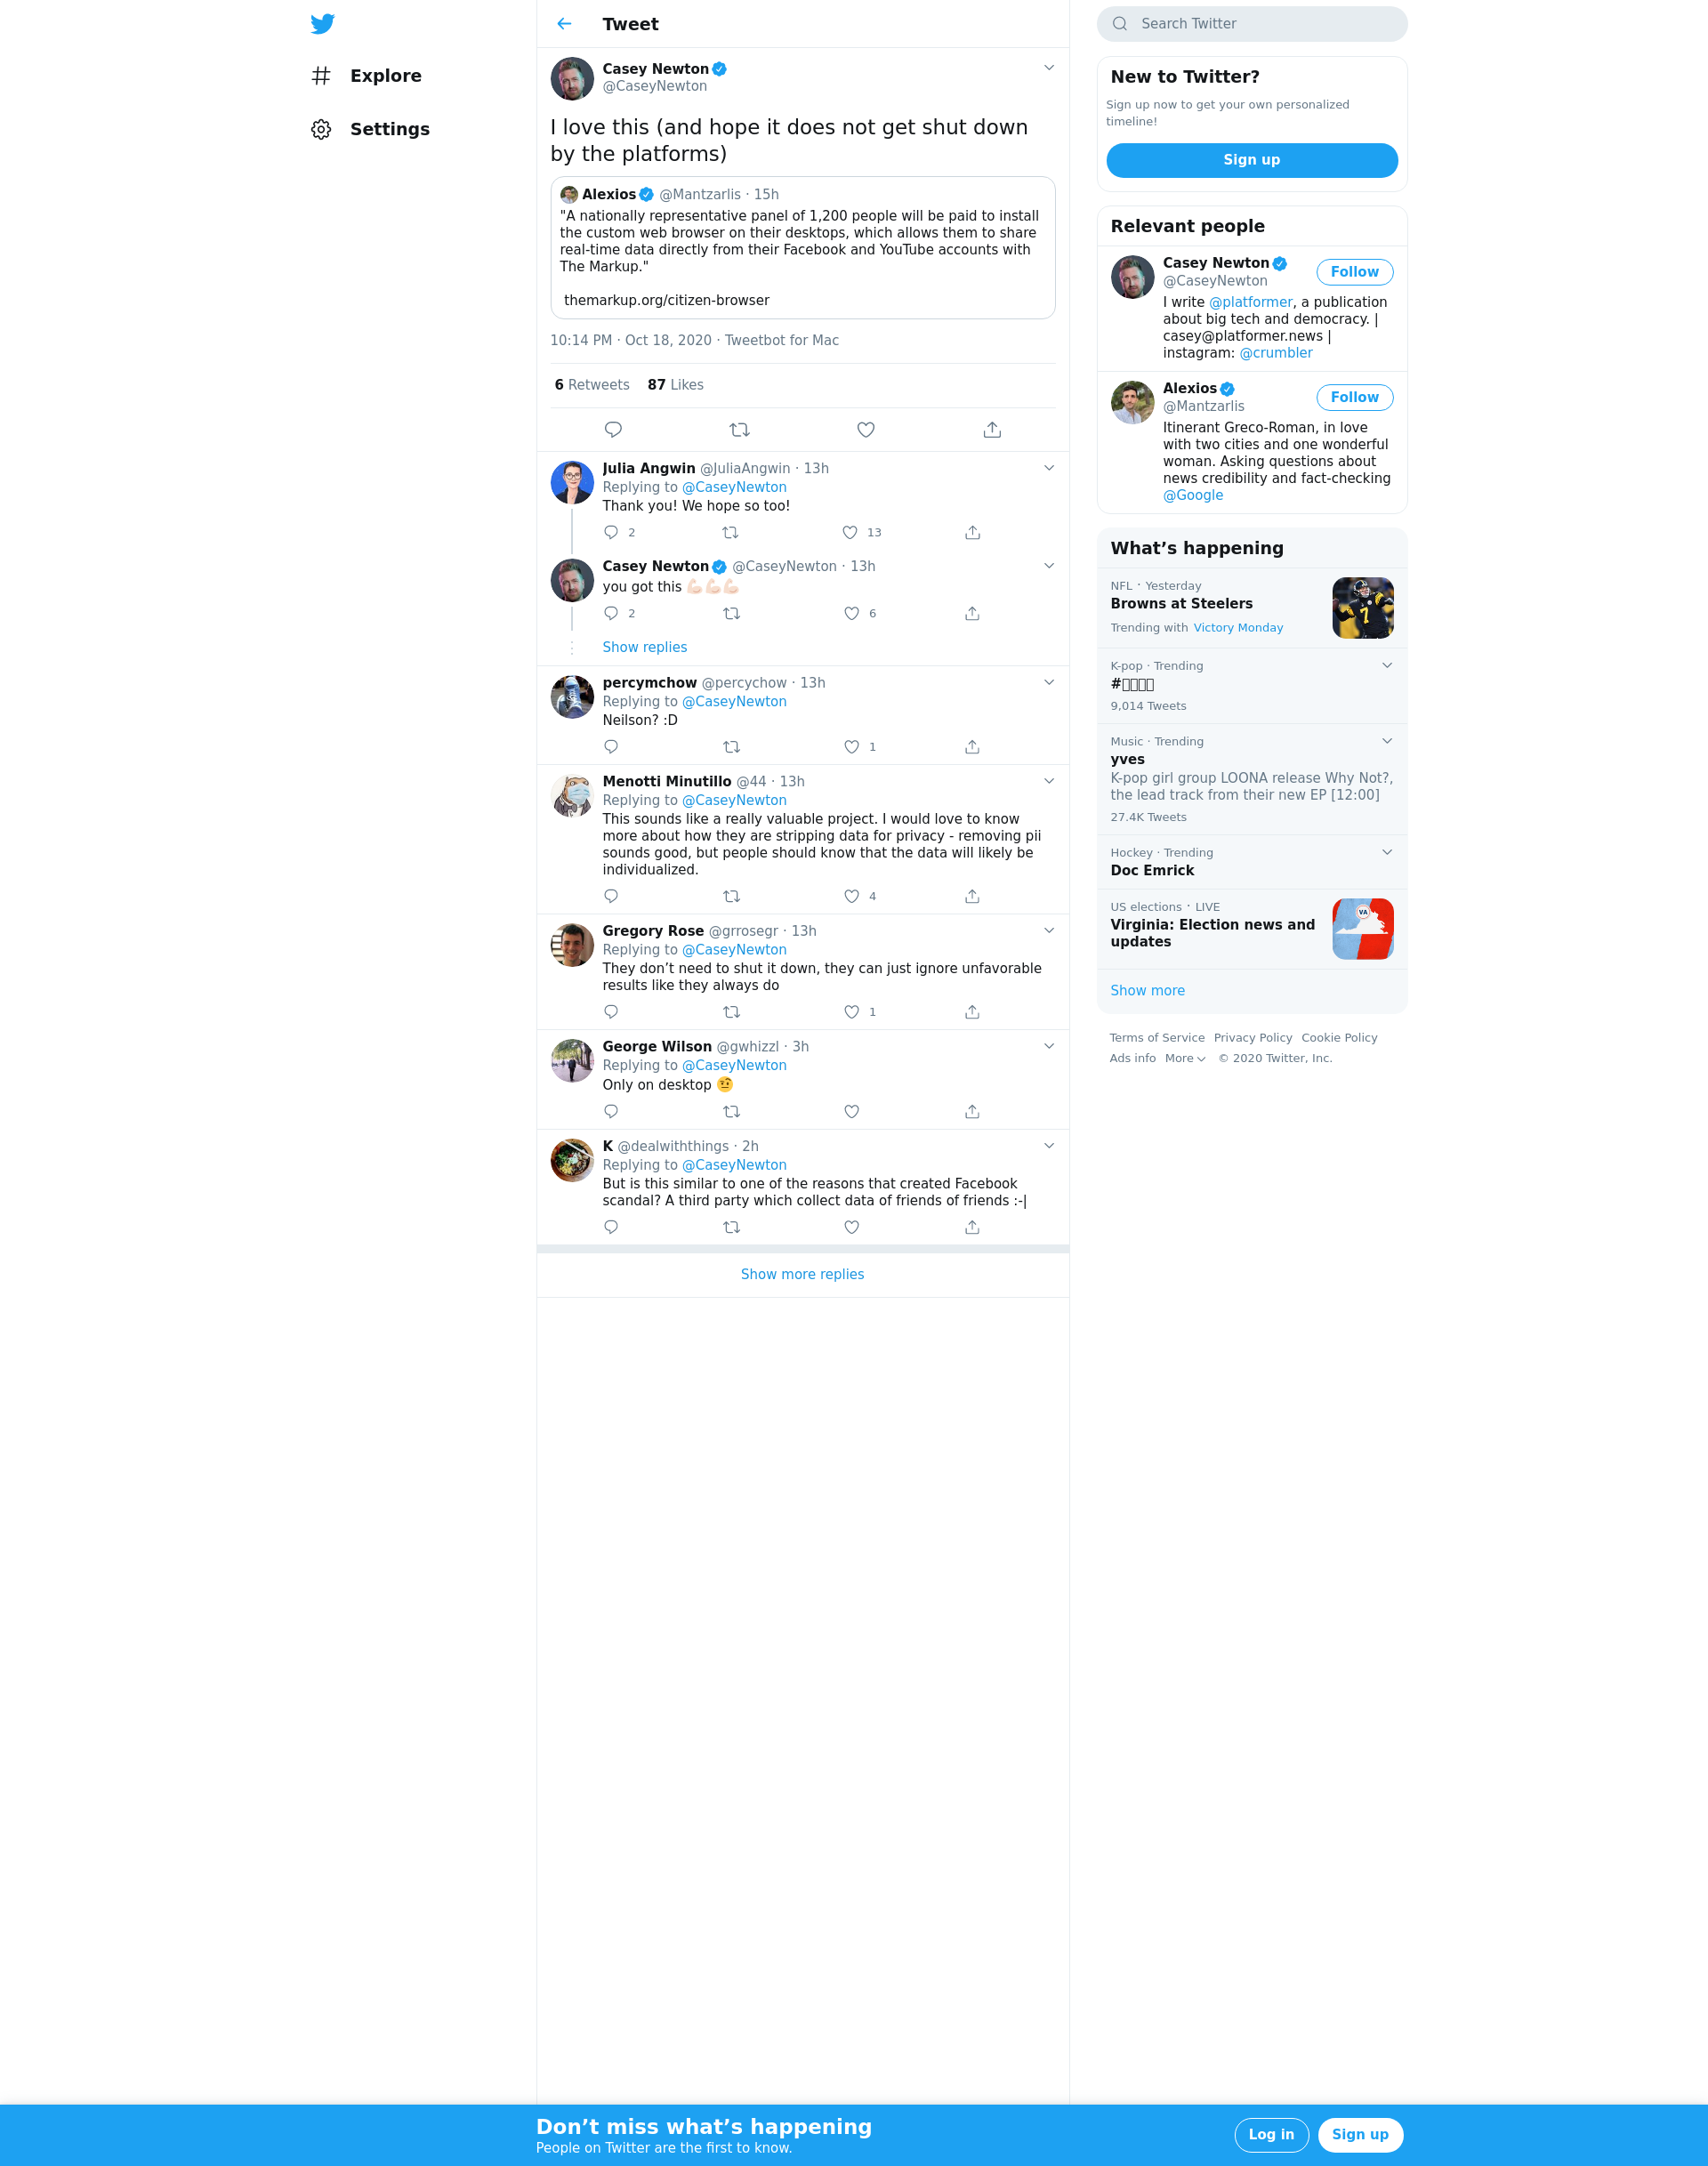 Explore
Settings
Tweet
Casey Newton
@CaseyNewton
I love this (and hope it does not get shut down
by the platforms)
Alexios @Mantzarlis · 15h
"A nationally representative panel of 1,200 people will be paid to install
the custom web browser on their desktops, which allows them to share
real-time data directly from their Facebook and YouTube accounts with
The Markup."
themarkup.org/citizen-browser
10:14 PM · Oct 18, 2020 · Tweetbot for Mac
6 Retweets 87 Likes
Julia Angwin @JuliaAngwin · 13h
Replying to @CaseyNewton
Thank you! We hope so too!
2 13
Casey Newton @CaseyNewton · 13h
you got this 💪🏻💪🏻💪🏻
2 6
Show replies
percymchow @percychow · 13h
Replying to @CaseyNewton
Neilson? :D
1
Menotti Minutillo @44 · 13h
Replying to @CaseyNewton
This sounds like a really valuable project. I would love to know
more about how they are stripping data for privacy - removing pii
sounds good, but people should know that the data will likely be
individualized.
4
Gregory Rose @grrosegr · 13h
Replying to @CaseyNewton
They don’t need to shut it down, they can just ignore unfavorable
results like they always do
1
George Wilson @gwhizzl · 3h
Replying to @CaseyNewton
Only on desktop 🤨
K @dealwiththings · 2h
Replying to @CaseyNewton
But is this similar to one of the reasons that created Facebook
scandal? A third party which collect data of friends of friends :-|
Show more replies
Search Twitter
New to Twitter?
Sign up now to get your own personalized
timeline!
Sign up
Relevant people
Casey Newton
@CaseyNewton
Follow
I write @platformer, a publication
about big tech and democracy. |
casey@platformer.news |
instagram: @crumbler
Alexios
@Mantzarlis
Follow
Itinerant Greco-Roman, in love
with two cities and one wonderful
woman. Asking questions about
news credibility and fact-checking
@Google
What’s happening
NFL · Yesterday
Browns at Steelers
Trending with Victory Monday
7
K-pop · Trending
#
9,014 Tweets
Music · Trending
yves
K-pop girl group LOONA release Why Not?,
the lead track from their new EP [12:00]
27.4K Tweets
Hockey · Trending
Doc Emrick
US elections · LIVE
Virginia: Election news and
updates
VA
Show more
Terms of Service Privacy Policy Cookie Policy
Ads info More © 2020 Twitter, Inc.
Don’t miss what’s happening
People on Twitter are the first to know.
Log in
Sign up